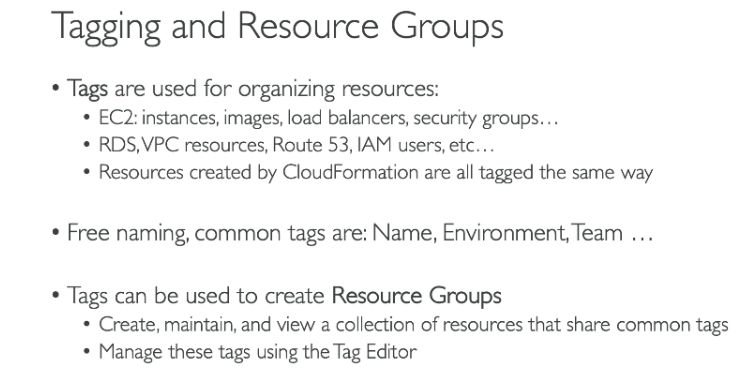 Tagging and Resource Groups
• Tags are used for organizing resources:
• EC2: instances, images, load balancers, security groups…
• RDS, VPC resources, Route 53, IAM users, etc…
• Resources created by CloudFormation are all tagged the same way
• Free naming, common tags are: Name, Environment, Team …
• Tags can be used to create Resource Groups
• Create, maintain, and view a collection of resources that share common tags
• Manage these tags using the Tag Editor